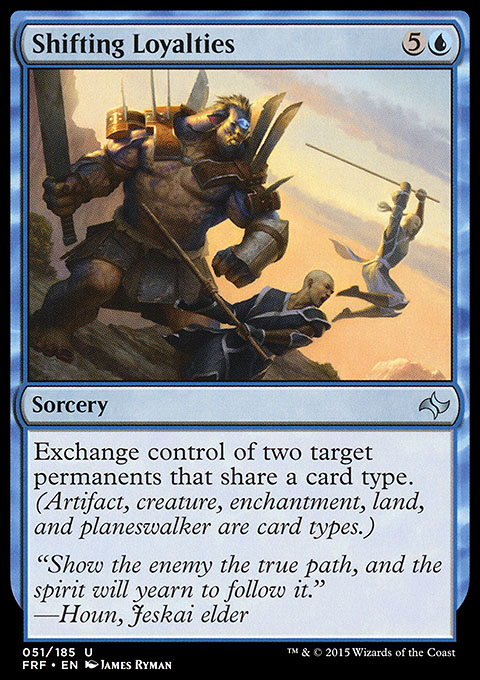 Shifting Loyalties 5
Sorcery
Exchange control of two target
permanents that share a card type.
(Artifact, creature, enchantment, land,
and planeswalker are card types.)
“Show the enemy the true path, and the
spirit will yearn to follow it.”
—Houn, Jeskai elder
051/185 U
FRF • EN James Ryman
™ & © 2015 Wizards of the Coast